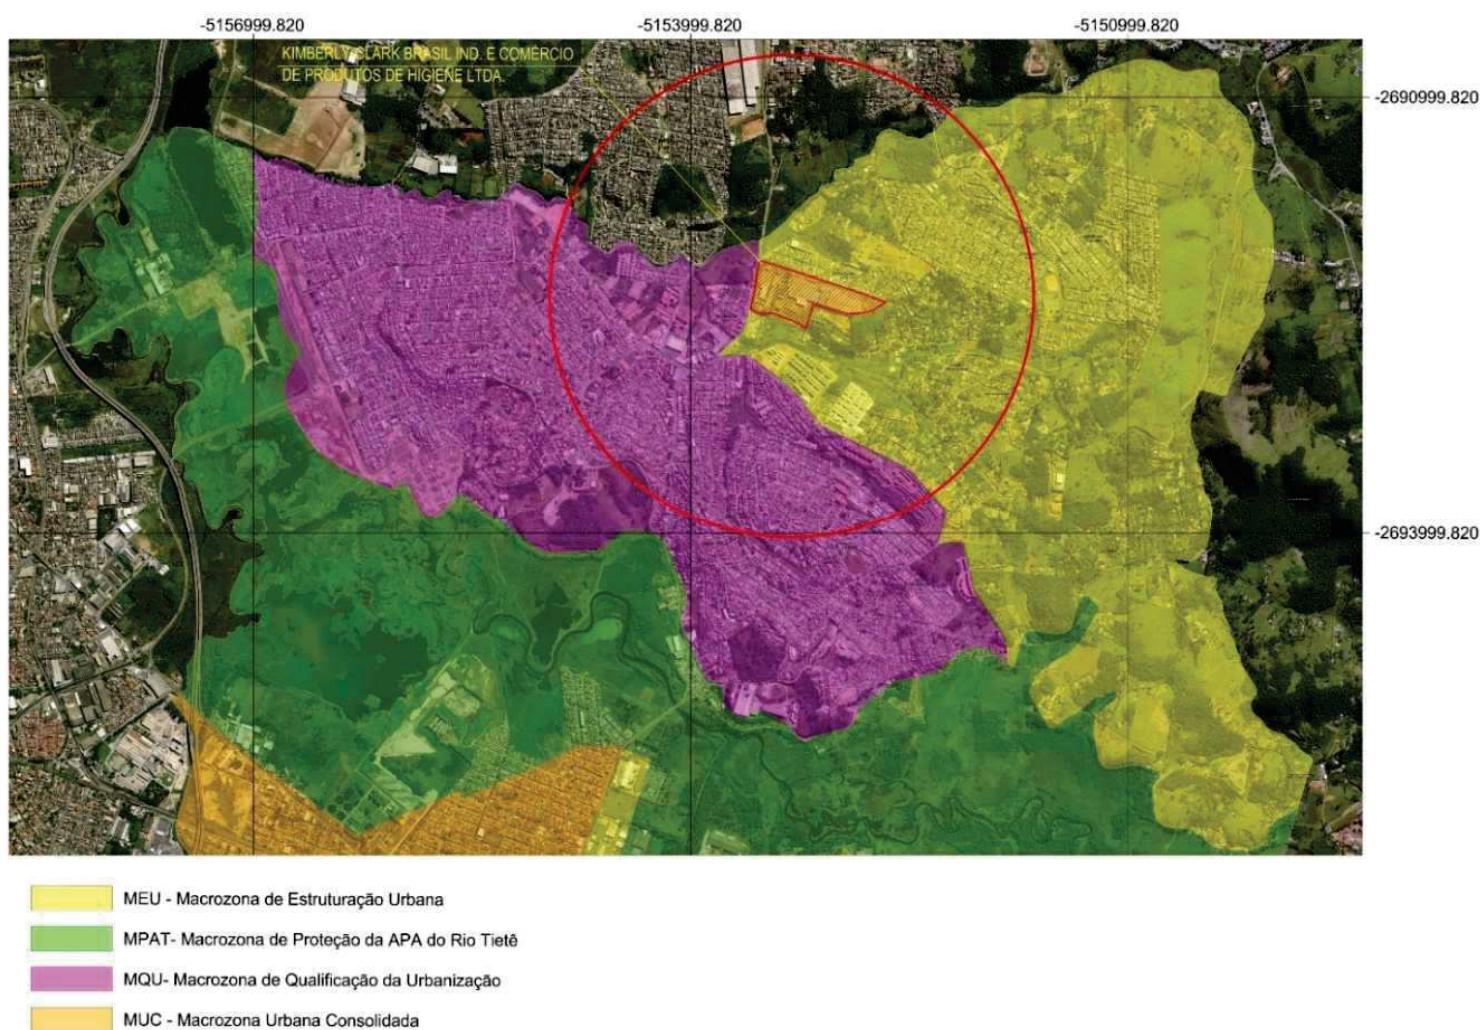 -5156999.820
-5153999.820
-5150999.820
KIMBERLY-CLARK BRASIL IND. E COMÉRCIO
DE PRODUTOS DE HIGIENE LTDA.
-2690999.820
-2693999.820
MEU - Macrozona de Estruturação Urbana
MPAT- Macrozona de Proteção da APA do Rio Tietê
MQU- Macrozona de Qualificação da Urbanização
MUC - Macrozona Urbana Consolidada